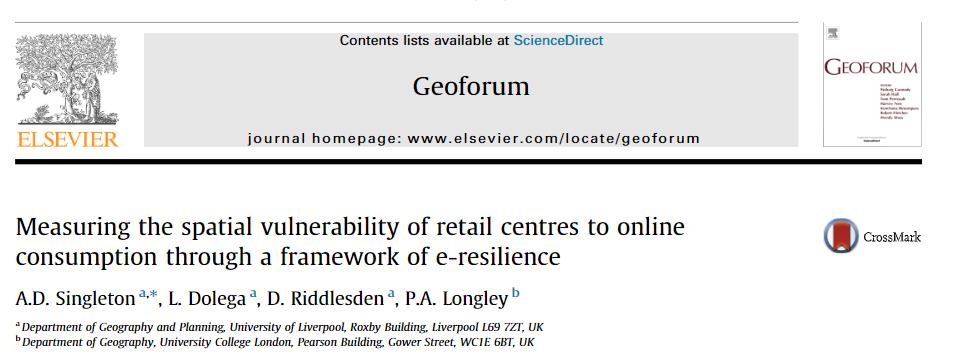 Contents lists available at ScienceDirect
Geoforum
journal homepage: www.elsevier.com/locate/geoforum
ELSEVIER
GEOFORUM
Measuring the spatial vulnerability of retail centres to online
consumption through a framework of e-resilience
CrossMark
A.D. Singleton a,*, L. Dolega a, D. Riddlesden a, P.A. Longley b
a Department of Geography and Planning, University of Liverpool, Roxby Building, Liverpool L69 7ZT, UK
b Department of Geography, University College London, Pearson Building, Gower Street, WC1E 6BT, UK